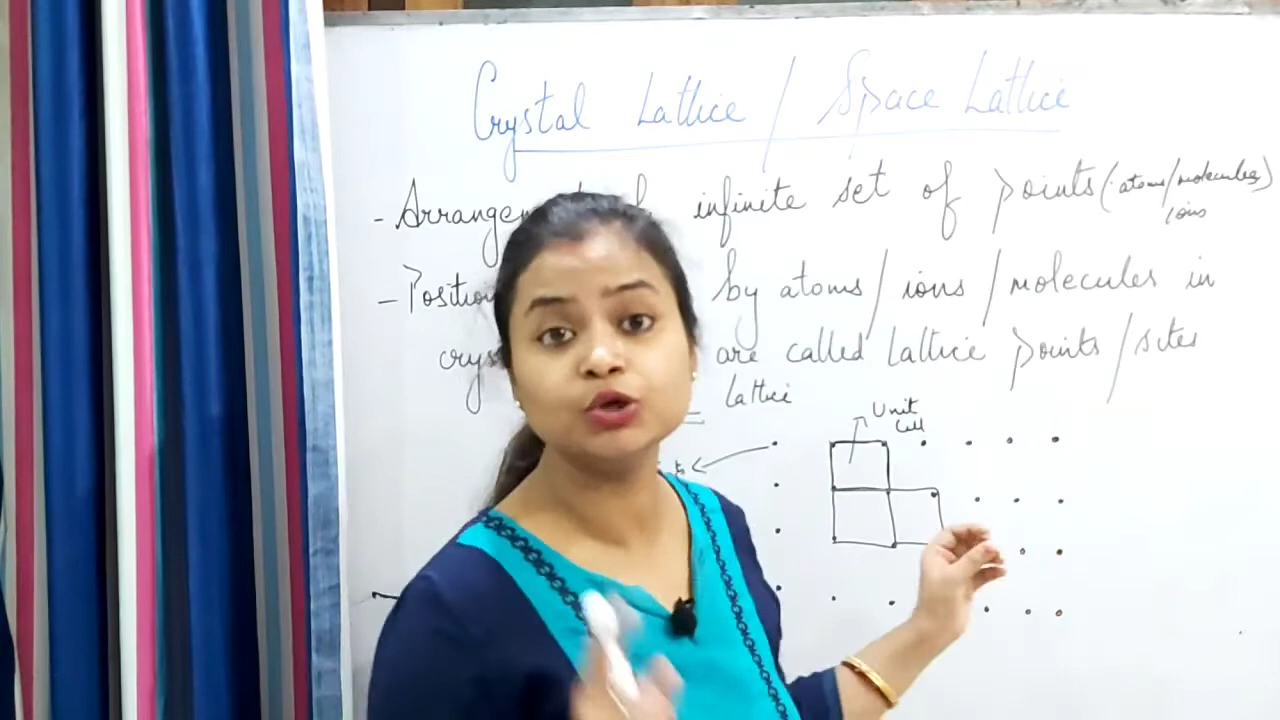 Crystal Lattice / Space Lattice
- Arrangem infinite set of points (atoms/molecules)
ions
- Position by atoms / ions / molecules in
crys are called lattice points / sites
lattice
Unit
Cell